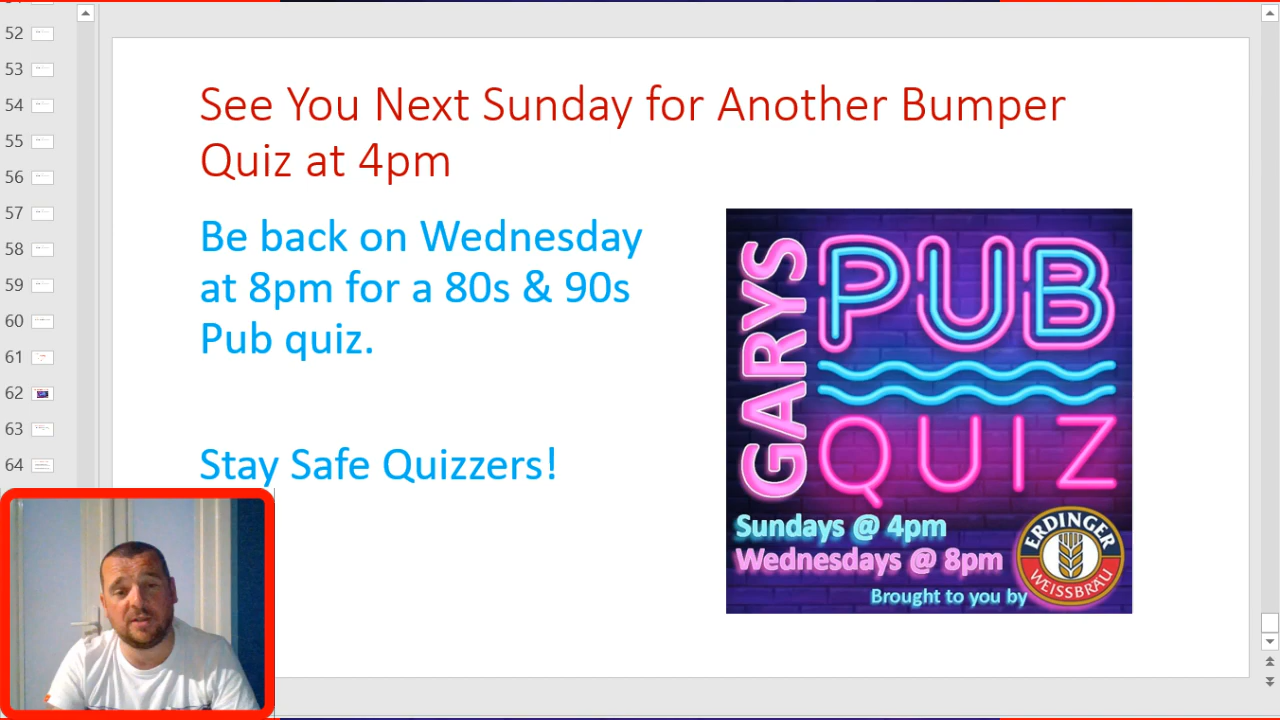 52
53
54
55
56
57
58
59
60
61
62
63
64
See You Next Sunday for Another Bumper
Quiz at 4pm
Be back on Wednesday
at 8pm for a 80s & 90s
Pub quiz.
Stay Safe Quizzers!
GARYS
PUB
QUIZ
Sundays @ 4pm
Wednesdays @ 8pm
Brought to you by
ERDINGER
WEISSBRÄU